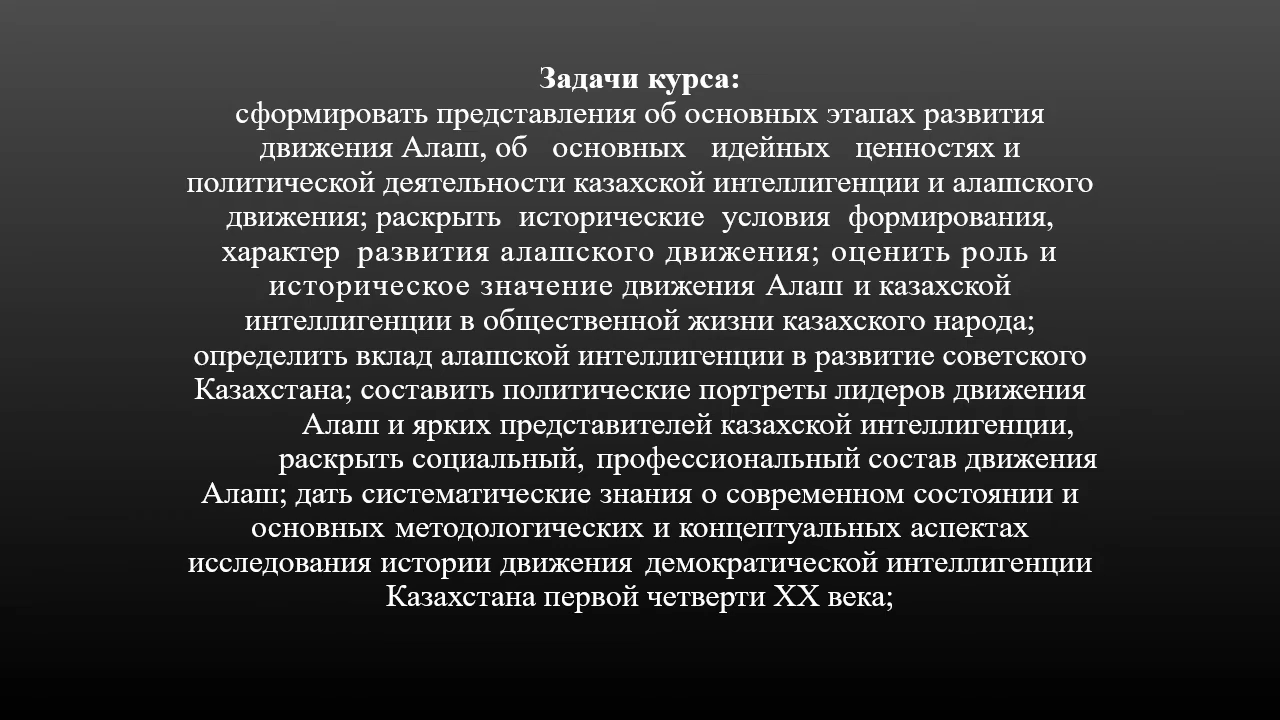 Задачи курса:
сформировать представления об основных этапах развития
движения Алаш, об основных идейных ценностях и
политической деятельности казахской интеллигенции и алашского
движения; раскрыть исторические условия формирования,
характер развития алашского движения; оценить роль и
историческое значение движения Алаш и казахской
интеллигенции в общественной жизни казахского народа;
определить вклад алашской интеллигенции в развитие советского
Казахстана; составить политические портреты лидеров движения
Алаш и ярких представителей казахской интеллигенции,
раскрыть социальный, профессиональный состав движения
Алаш; дать систематические знания о современном состоянии и
основных методологических и концептуальных аспектах
исследования истории движения демократической интеллигенции
Казахстана первой четверти XX века;